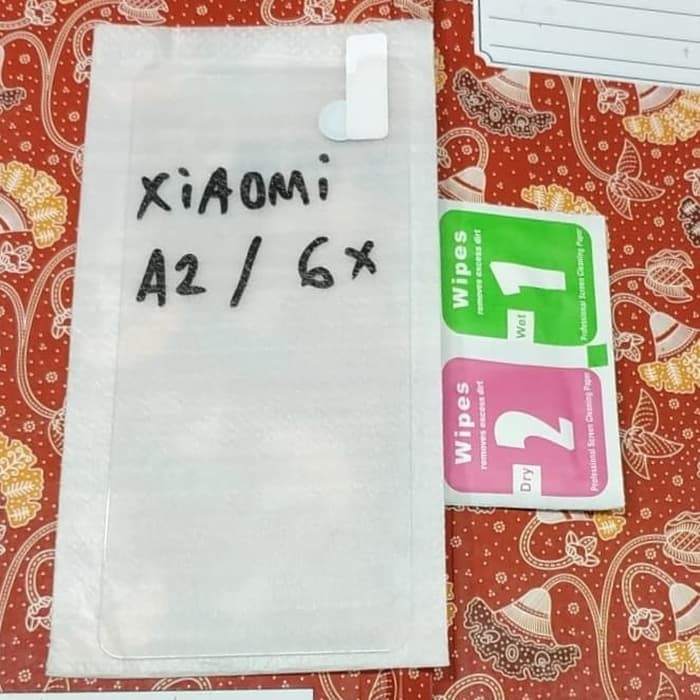 XiAOMi
A2 / 6x
Wipes
removes excess dirt
Wet
1
Professional Screen Cleaning Paper
Wipes
removes excess dirt
Dry
2
Professional Screen Cleaning Paper